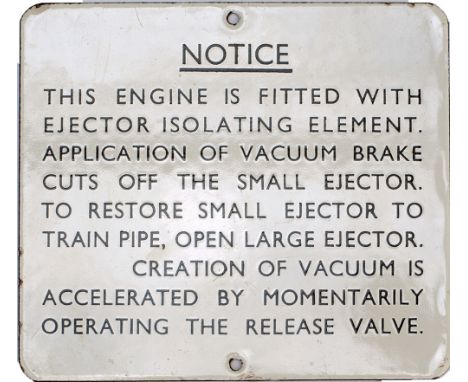 NOTICE
THIS ENGINE IS FITTED WITH
EJECTOR ISOLATING ELEMENT.
APPLICATION OF VACUUM BRAKE
CUTS OFF THE SMALL EJECTOR.
TO RESTORE SMALL EJECTOR TO
TRAIN PIPE, OPEN LARGE EJECTOR.
CREATION OF VACUUM IS
ACCELERATED BY MOMENTARILY
OPERATING THE RELEASE VALVE.